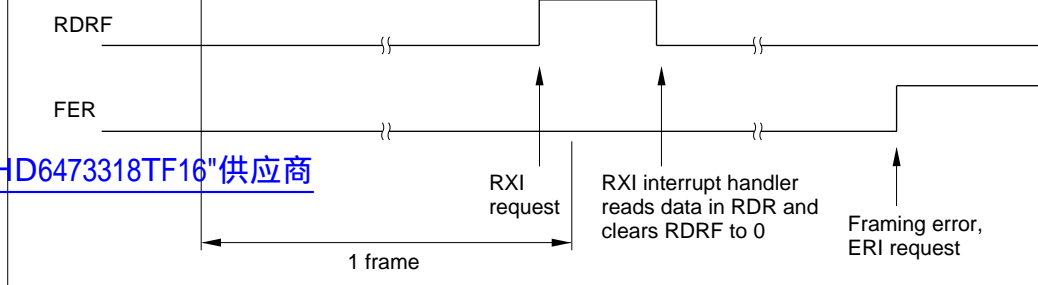 RDRF
FER
HD6473318TF16"供应商
RXI
request
RXI interrupt handler
reads data in RDR and
clears RDRF to 0
Framing error,
ERI request
1 frame